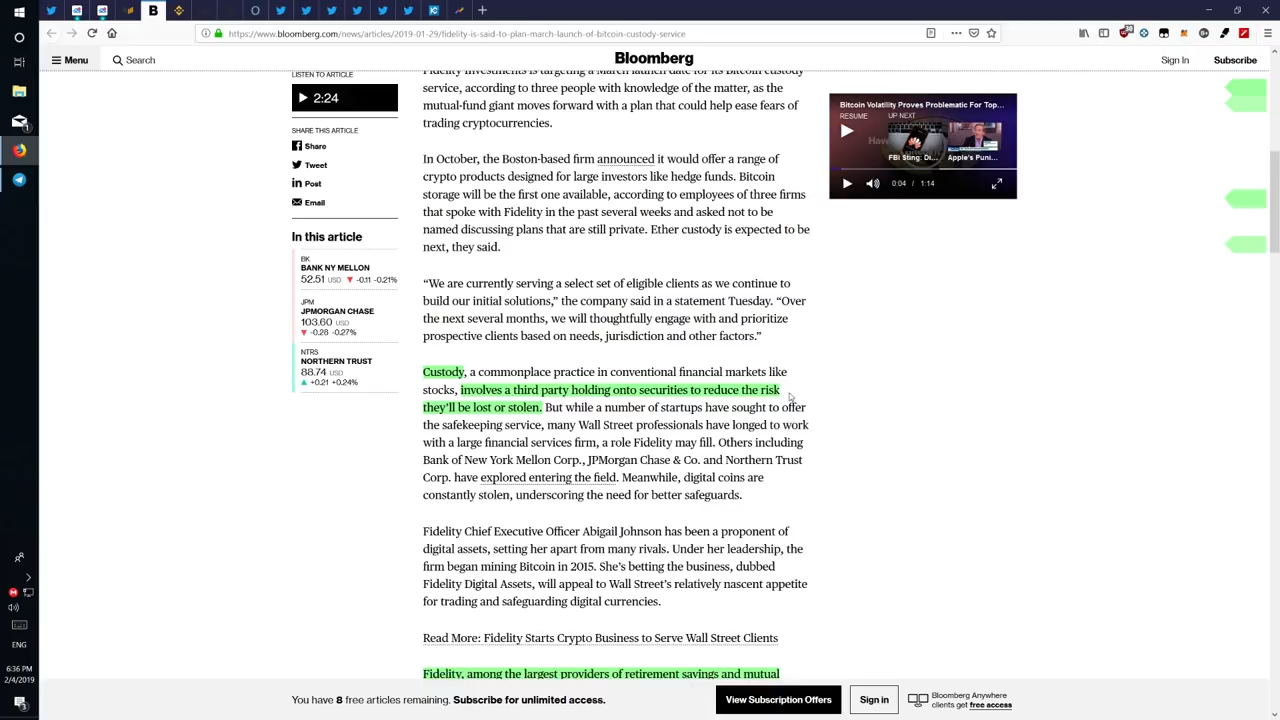 https://www.bloomberg.com/news/articles/2019-01-29/fidelity-is-said-to-plan-march-launch-of-bitcoin-custody-service
Menu
Search
Bloomberg
Sign In
Subscribe
LISTEN TO ARTICLE
2:24
SHARE THIS ARTICLE
Share
Tweet
Post
Email
In this article
BK
BANK NY MELLON
52.51 USD -0.11 -0.21%
JPM
JPMORGAN CHASE
103.60 USD
-0.28 -0.27%
NTRS
NORTHERN TRUST
88.74 USD
+0.21 +0.24%
Fidelity Investments is targeting a March launch date for its Bitcoin custody
service, according to three people with knowledge of the matter, as the
mutual-fund giant moves forward with a plan that could help ease fears of
trading cryptocurrencies.
In October, the Boston-based firm announced it would offer a range of
crypto products designed for large investors like hedge funds. Bitcoin
storage will be the first one available, according to employees of three firms
that spoke with Fidelity in the past several weeks and asked not to be
named discussing plans that are still private. Ether custody is expected to be
next, they said.
“We are currently serving a select set of eligible clients as we continue to
build our initial solutions,” the company said in a statement Tuesday. “Over
the next several months, we will thoughtfully engage with and prioritize
prospective clients based on needs, jurisdiction and other factors.”
Custody, a commonplace practice in conventional financial markets like
stocks, involves a third party holding onto securities to reduce the risk
they’ll be lost or stolen. But while a number of startups have sought to offer
the safekeeping service, many Wall Street professionals have longed to work
with a large financial services firm, a role Fidelity may fill. Others including
Bank of New York Mellon Corp., JPMorgan Chase & Co. and Northern Trust
Corp. have explored entering the field. Meanwhile, digital coins are
constantly stolen, underscoring the need for better safeguards.
Fidelity Chief Executive Officer Abigail Johnson has been a proponent of
digital assets, setting her apart from many rivals. Under her leadership, the
firm began mining Bitcoin in 2015. She’s betting the business, dubbed
Fidelity Digital Assets, will appeal to Wall Street’s relatively nascent appetite
for trading and safeguarding digital currencies.
Read More: Fidelity Starts Crypto Business to Serve Wall Street Clients
Fidelity, among the largest providers of retirement savings and mutual
Bitcoin Volatility Proves Problematic For Top...
RESUME
UP NEXT
FBI Sting: Di...
Apple's Puni...
0:04 / 1:14
ENG
6:36 PM
2/4/2019
You have 8 free articles remaining. Subscribe for unlimited access.
View Subscription Offers
Sign in
Bloomberg Anywhere
clients get free access